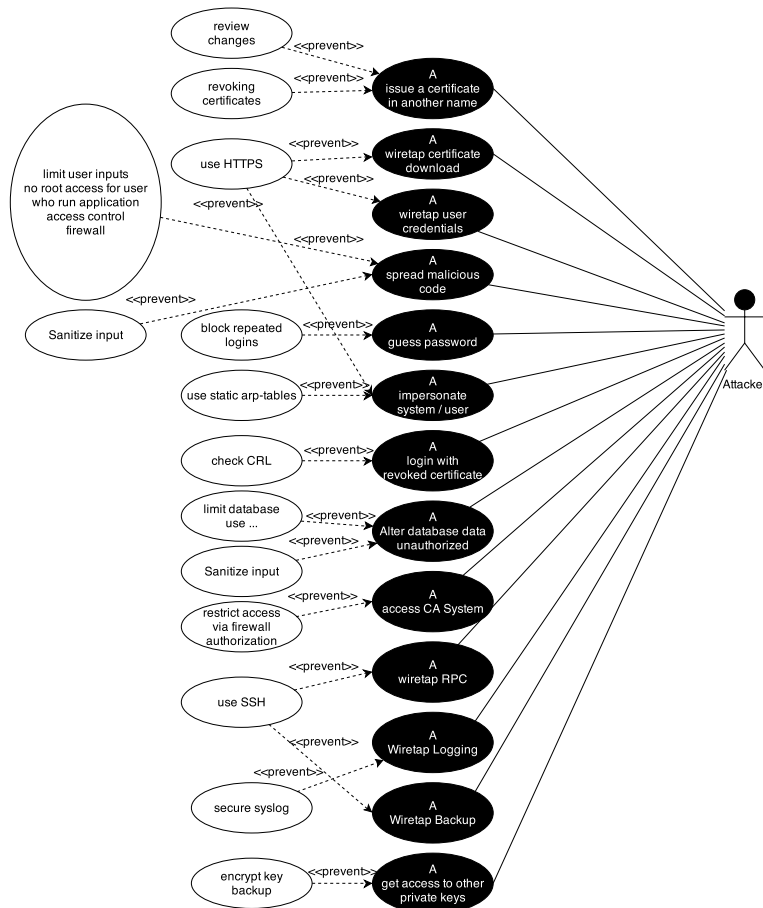 review
changes
<<prevent>>
revoking
certificates
<<prevent>>
A
issue a certificate
in another name
use HTTPS
<<prevent>>
A
wiretap certificate
download
<<prevent>>
<<prevent>>
A
wiretap user
credentials
limit user inputs
no root access for user
who run application
access control
firewall
<<prevent>>
A
spread malicious
code
<<prevent>>
Sanitize input
block repeated
logins
<<prevent>>
A
guess password
use static arp-tables
<<prevent>>
A
impersonate
system / user
Attacke
check CRL
<<prevent>>
A
login with
revoked certificate
limit database
use ...
<<prevent>>
A
Alter database data
unauthorized
<<prevent>>
Sanitize input
restrict access
via firewall
authorization
<<prevent>>
A
access CA System
use SSH
<<prevent>>
A
wiretap RPC
<<prevent>>
A
Wiretap Logging
<<prevent>>
secure syslog
A
Wiretap Backup
encrypt key
backup
<<prevent>>
A
get access to other
private keys